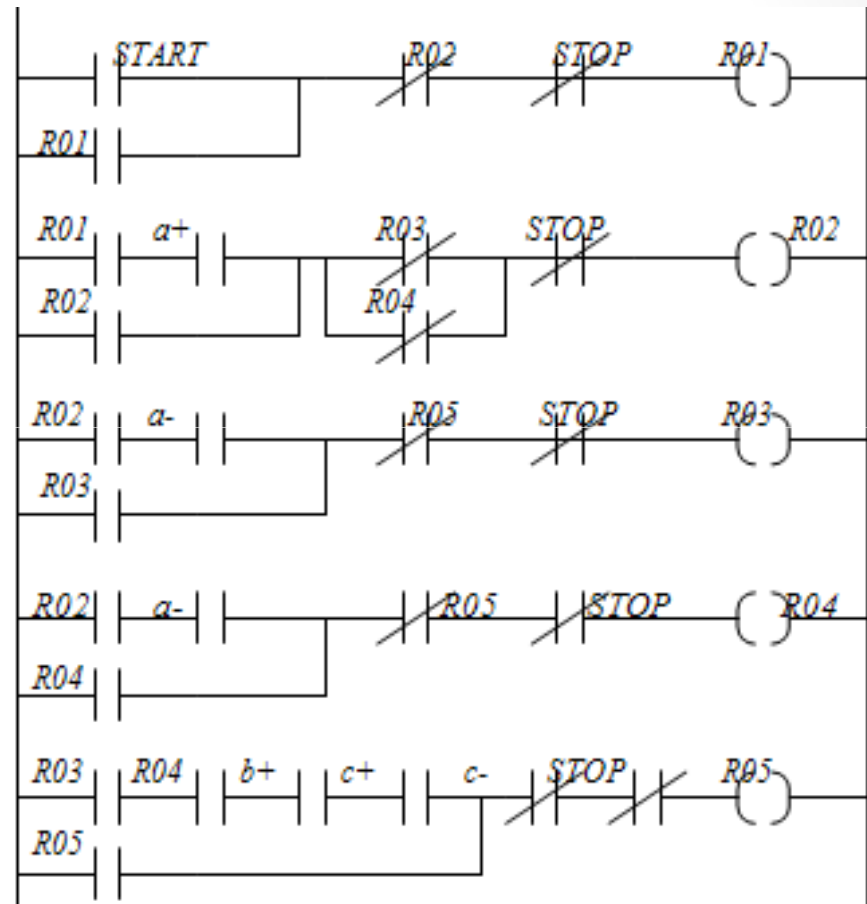 START R02 STOP R01
R01
R01 a+ R03 STOP R02
R02 R04
R02 a- R05 STOP R03
R03
R02 a- R05 STOP R04
R04
R03 R04 b+ c+ c- STOP R05
R05